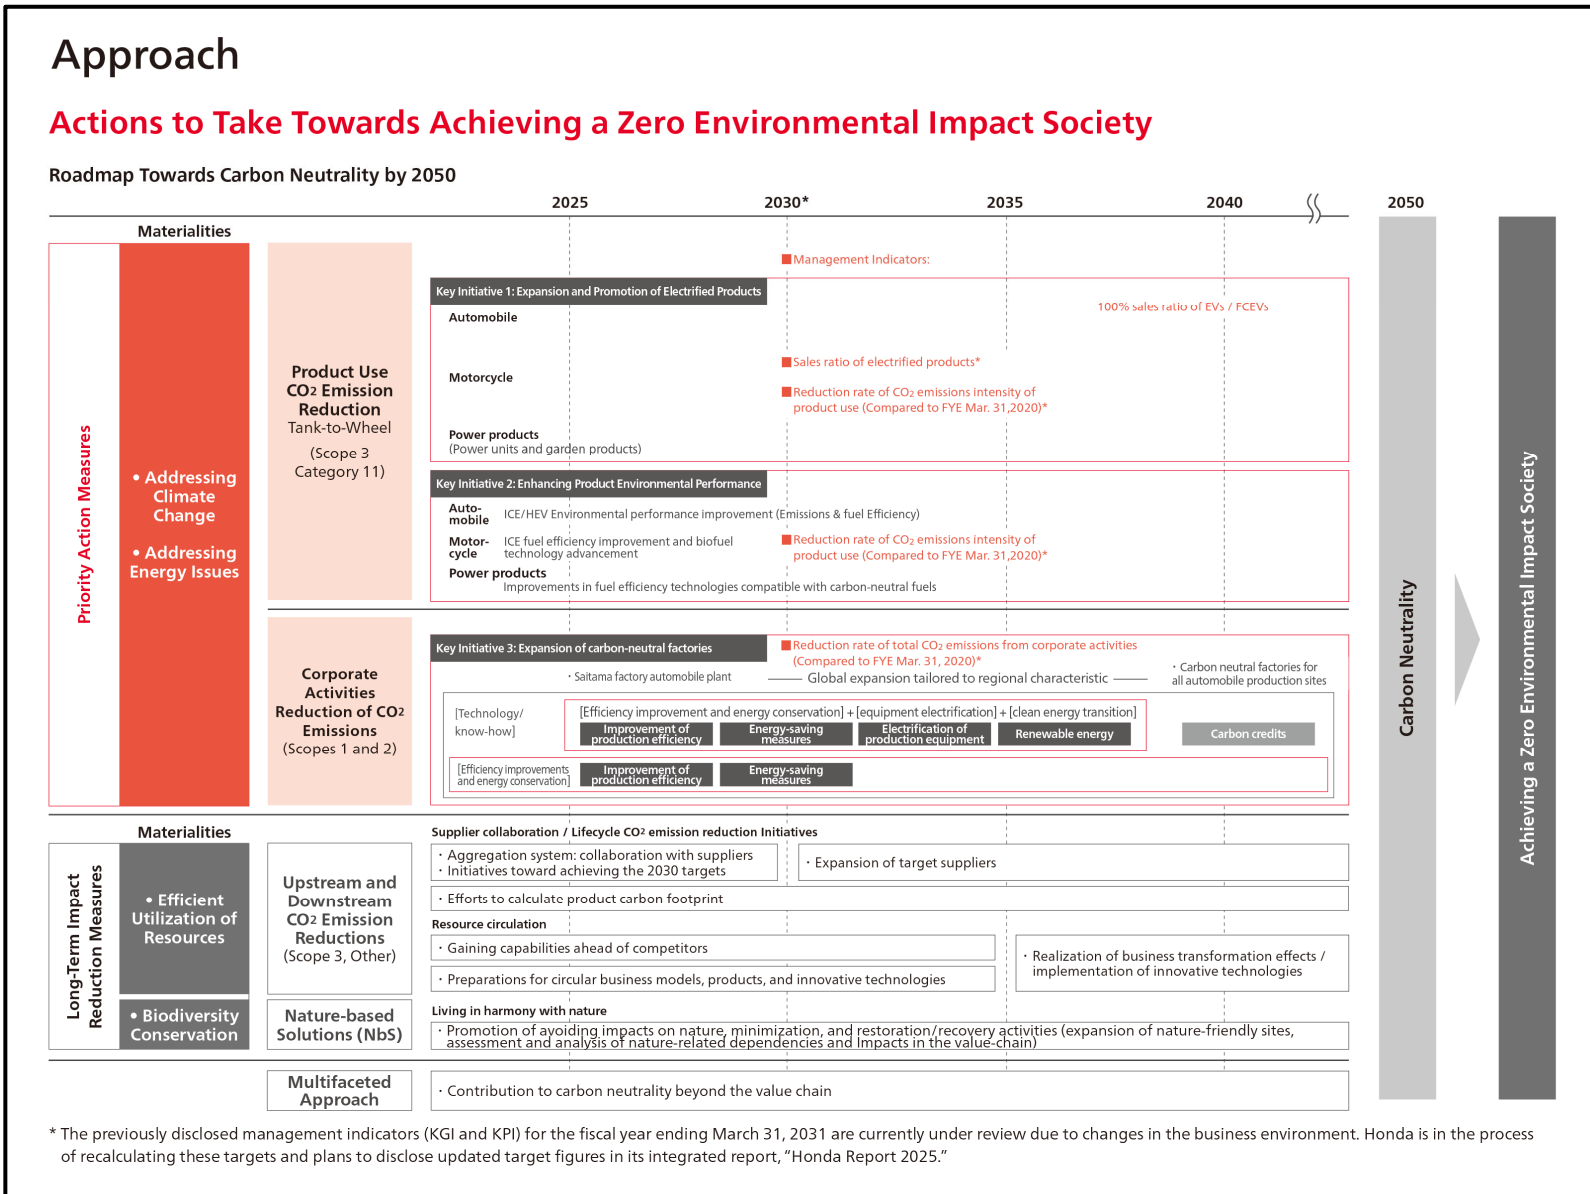 Approach
Actions to Take Towards Achieving a Zero Environmental Impact Society
Roadmap Towards Carbon Neutrality by 2050
2025
2030*
2035
2040
2050
Materialities
Priority Action Measures
• Addressing
Climate
Change
• Addressing
Energy Issues
Product Use
CO2 Emission
Reduction
Tank-to-Wheel
(Scope 3
Category 11)
Management Indicators:
Key Initiative 1: Expansion and Promotion of Electrified Products
100% sales ratio of EVs / FCEVs
Automobile
Sales ratio of electrified products*
Motorcycle
Reduction rate of CO2 emissions intensity of
product use (Compared to FYE Mar. 31,2020)*
Power products
(Power units and garden products)
Key Initiative 2: Enhancing Product Environmental Performance
Auto-
mobile
ICE/HEV Environmental performance improvement (Emissions & fuel Efficiency)
Motor-
cycle
ICE fuel efficiency improvement and biofuel
technology advancement
Reduction rate of CO2 emissions intensity of
product use (Compared to FYE Mar. 31,2020)*
Power products
Improvements in fuel efficiency technologies compatible with carbon-neutral fuels
Corporate
Activities
Reduction of CO2
Emissions
(Scopes 1 and 2)
Key Initiative 3: Expansion of carbon-neutral factories
Reduction rate of total CO2 emissions from corporate activities
(Compared to FYE Mar. 31, 2020)*
・Saitama factory automobile plant
Global expansion tailored to regional characteristic
・Carbon neutral factories for
all automobile production sites
[Technology/
know-how]
[Efficiency improvement and energy conservation] + [equipment electrification] + [clean energy transition]
Improvement of
production efficiency
Energy-saving
measures
Electrification of
production equipment
Renewable energy
Carbon credits
[Efficiency improvements
and energy conservation]
Improvement of
production efficiency
Energy-saving
measures
Materialities
Long-Term Impact
Reduction Measures
• Efficient
Utilization of
Resources
Upstream and
Downstream
CO2 Emission
Reductions
(Scope 3, Other)
Supplier collaboration / Lifecycle CO2 emission reduction Initiatives
・Aggregation system: collaboration with suppliers
・Initiatives toward achieving the 2030 targets
・Expansion of target suppliers
・Efforts to calculate product carbon footprint
Resource circulation
・Gaining capabilities ahead of competitors
・Preparations for circular business models, products, and innovative technologies
・Realization of business transformation effects /
implementation of innovative technologies
• Biodiversity
Conservation
Nature-based
Solutions (NbS)
Living in harmony with nature
・Promotion of avoiding impacts on nature, minimization, and restoration/recovery activities (expansion of nature-friendly sites,
assessment and analysis of nature-related dependencies and Impacts in the value-chain)
Multifaceted
Approach
・Contribution to carbon neutrality beyond the value chain
Carbon Neutrality
Achieving a Zero Environmental Impact Society
* The previously disclosed management indicators (KGI and KPI) for the fiscal year ending March 31, 2031 are currently under review due to changes in the business environment. Honda is in the process
of recalculating these targets and plans to disclose updated target figures in its integrated report, “Honda Report 2025.”